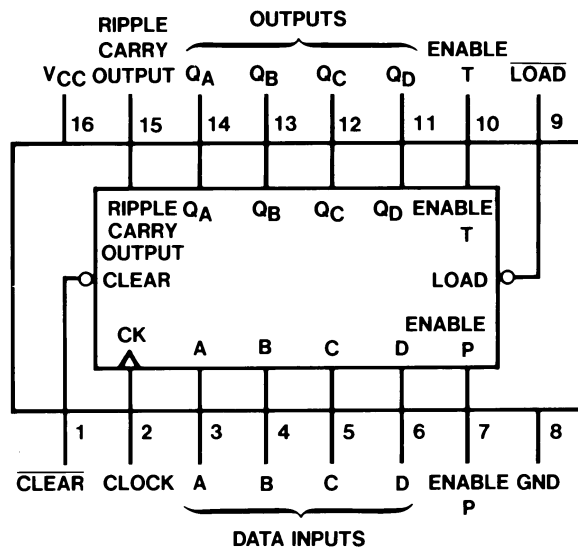 OUTPUTS
RIPPLE
CARRY
OUTPUT
VCC
QA QB QC QD
ENABLE
T
LOAD
16 15 14 13 12 11 10 9
RIPPLE
CARRY
OUTPUT
QA QB QC QD
ENABLE
T
CLEAR
LOAD
CK
A B C D
ENABLE
P
1 2 3 4 5 6 7 8
CLEAR CLOCK A B C D ENABLE GND
P
DATA INPUTS